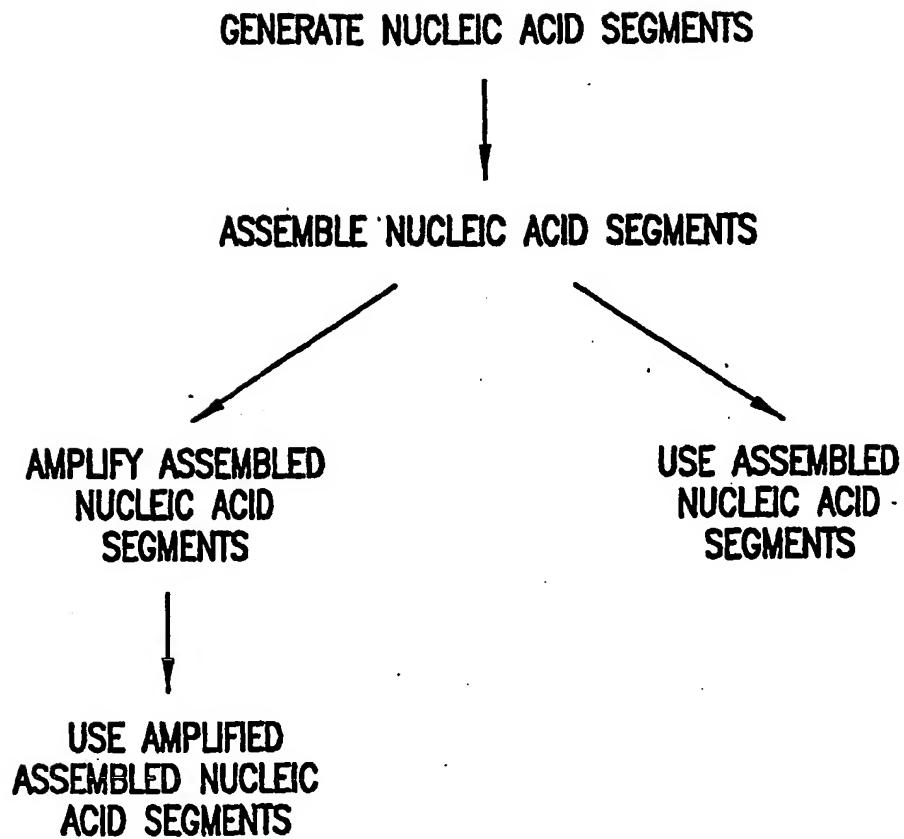 GENERATE NUCLEIC ACID SEGMENTS
ASSEMBLE NUCLEIC ACID SEGMENTS
AMPLIFY ASSEMBLED
NUCLEIC ACID
SEGMENTS
USE ASSEMBLED
NUCLEIC ACID
SEGMENTS
USE AMPLIFIED
ASSEMBLED NUCLEIC
ACID SEGMENTS